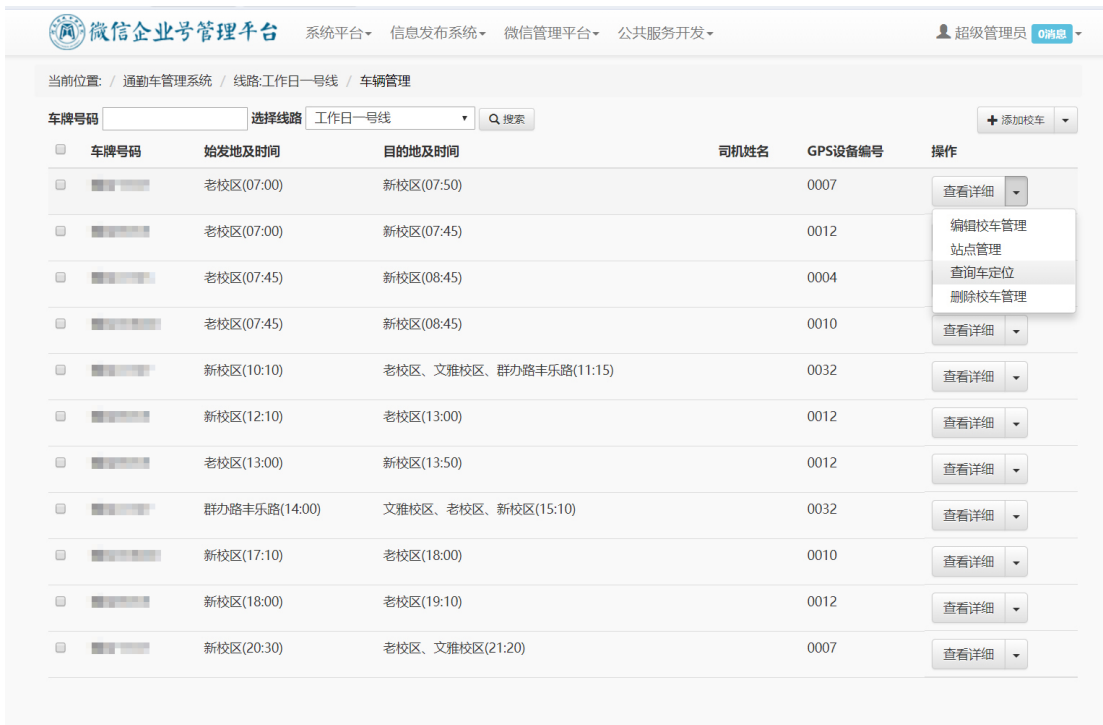 微信企业号管理平台 系统平台 信息发布系统 微信管理平台 公共服务开发 超级管理员 0消息
当前位置: / 通勤车管理系统 / 线路:工作日一号线 / 车辆管理
车牌号码 选择线路 工作日一号线 搜索 添加校车
车牌号码 始发地及时间 目的地及时间 司机姓名 GPS设备编号 操作
老校区(07:00) 新校区(07:50) 0007 查看详细
编辑校车管理
老校区(07:00) 新校区(07:45) 0012
站点管理
查询车定位
老校区(07:45) 新校区(08:45) 0004
删除校车管理
老校区(07:45) 新校区(08:45) 0010 查看详细
新校区(10:10) 老校区、文雅校区、群办路丰乐路(11:15) 0032 查看详细
新校区(12:10) 老校区(13:00) 0012 查看详细
老校区(13:00) 新校区(13:50) 0012 查看详细
群办路丰乐路(14:00) 文雅校区、老校区、新校区(15:10) 0032 查看详细
新校区(17:10) 老校区(18:00) 0010 查看详细
新校区(18:00) 老校区(19:10) 0012 查看详细
新校区(20:30) 老校区、文雅校区(21:20) 0007 查看详细